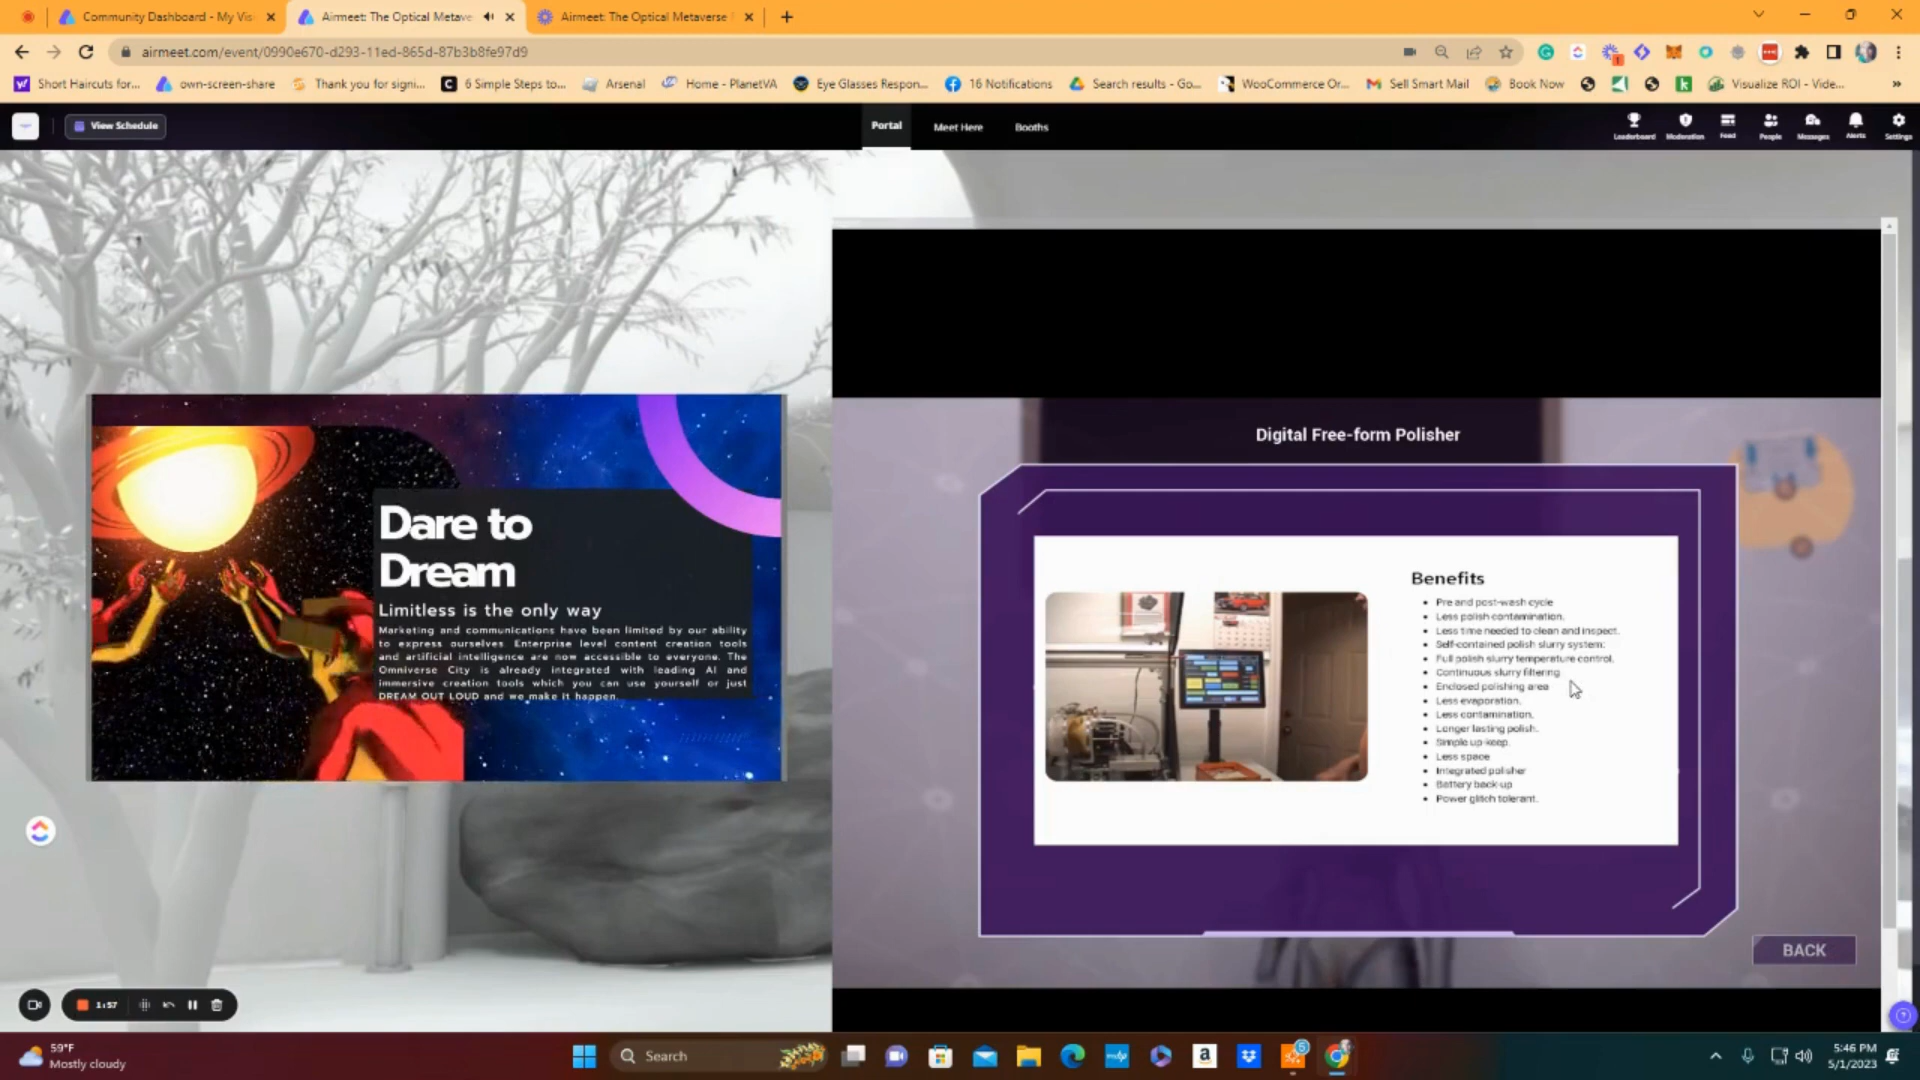 Community Dashboard - My Vis
Airmeet: The Optical Metave
Airmeet: The Optical Metaverse
airmeet.com/event/0990e670-d293-11ed-865d-87b3b8fe97d9
Short Haircuts for...
own-screen-share
Thank you for signi...
6 Simple Steps to...
Arsenal
Home - PlanetVA
Eye Glasses Respon...
16 Notifications
Search results - Go...
WooCommerce Or...
Sell Smart Mail
Book Now
Visualize ROI - Vide...
View Schedule
Portal
Meet Here
Booths
Leaderboard
Moderation
Feed
People
Messages
Alerts
Settings
Dare to
Dream
Limitless is the only way
Marketing and communications have been limited by our ability
to express ourselves. Enterprise level content creation tools
and artificial intelligence are now accessible to everyone. The
Omniverse City is already integrated with leading AI and
immersive creation tools which you can use yourself or just
DREAM OUT LOUD and we make it happen.
Digital Free-form Polisher
Benefits
• Pre and post-wash cycle
• Less polish contamination.
• Less time needed to clean and inspect.
• Self-contained polish slurry system:
• Full polish slurry temperature control.
• Continuous slurry filtering
• Enclosed polishing area
• Less evaporation.
• Less contamination.
• Longer lasting polish.
• Simple up-keep.
• Less space
• Integrated polisher
• Battery back-up
• Power glitch tolerant.
BACK
1:57
59°F
Mostly cloudy
Search
5:46 PM
5/1/2023